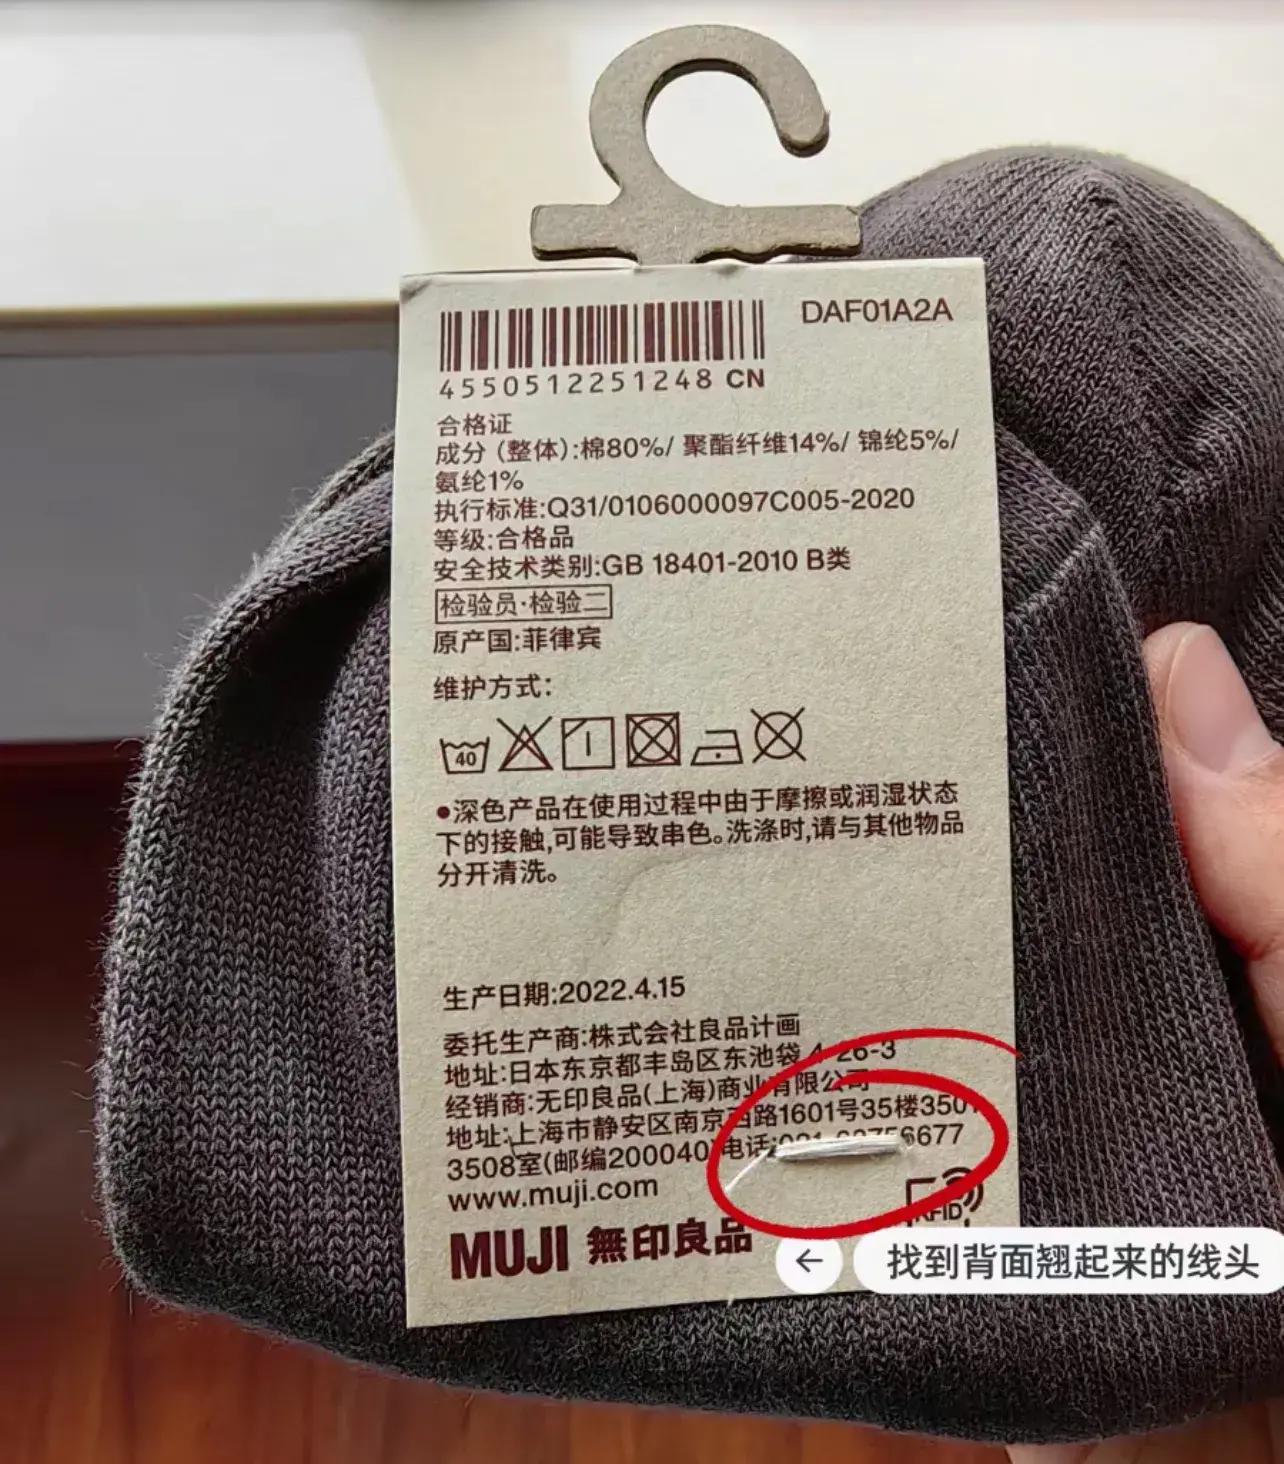 DAF01A2A
4550512251248 CN
合格证
成分(整体):棉80%/ 聚酯纤维14%/ 锦纶5%/
氨纶1%
执行标准:Q31/0106000097C005-2020
等级:合格品
安全技术类别:GB 18401-2010 B类
检验员·检验二
原产国:菲律宾
维护方式:
40
●深色产品在使用过程中由于摩擦或润湿状态
下的接触,可能导致串色。洗涤时,请与其他物品
分开清洗。
生产日期:2022.4.15
委托生产商:株式会社良品计画
地址:日本东京都丰岛区东池袋 4-26-3
经销商:无印良品(上海)商业有限公司
地址:上海市静安区南京西路1601号35楼3501
3508室(邮编200040)电话:021-
www.muji.com
RFID
MUJI 無印良品
← 找到背面翘起来的线头